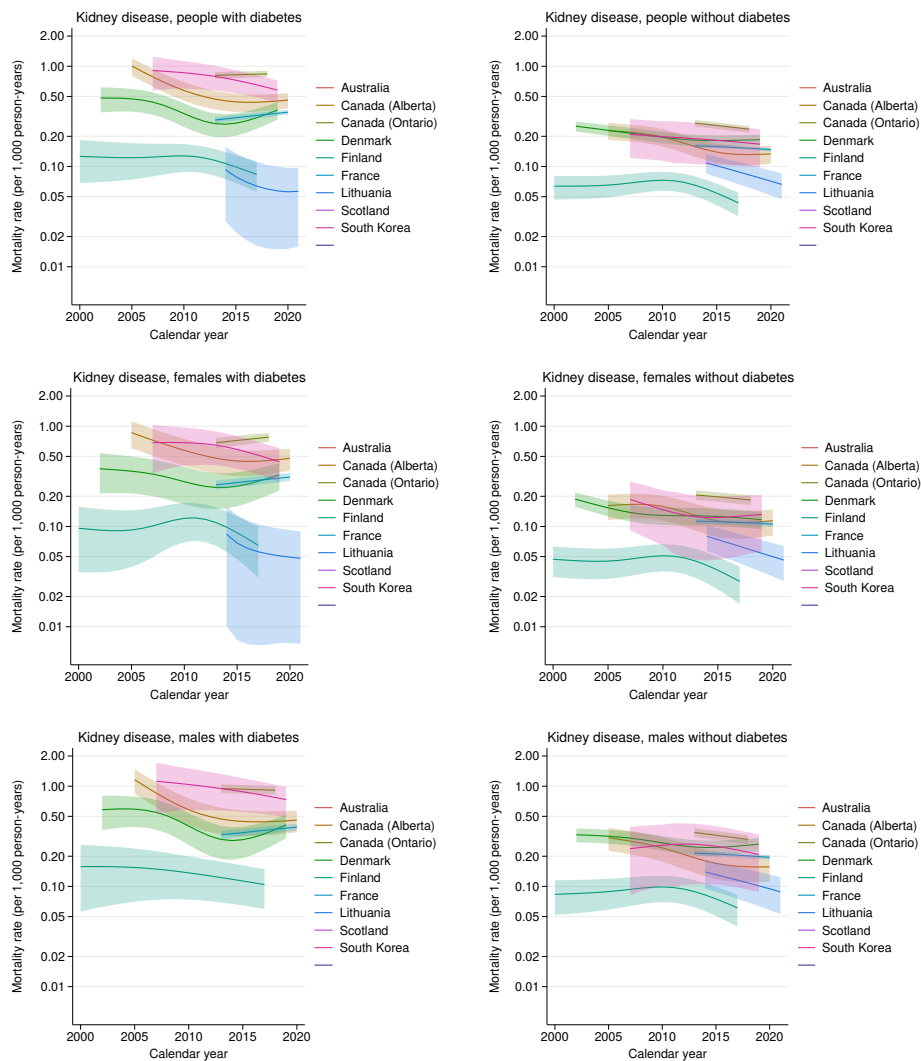 Kidney disease, people with diabetes
2.00
1.00
0.50
0.20
0.10
0.05
0.02
0.01
Mortality rate (per 1,000 person-years)
2000 2005 2010 2015 2020
Calendar year
Australia
Canada (Alberta)
Canada (Ontario)
Denmark
Finland
France
Lithuania
Scotland
South Korea
Kidney disease, people without diabetes
2.00
1.00
0.50
0.20
0.10
0.05
0.02
0.01
Mortality rate (per 1,000 person-years)
2000 2005 2010 2015 2020
Calendar year
Australia
Canada (Alberta)
Canada (Ontario)
Denmark
Finland
France
Lithuania
Scotland
South Korea
Kidney disease, females with diabetes
2.00
1.00
0.50
0.20
0.10
0.05
0.02
0.01
Mortality rate (per 1,000 person-years)
2000 2005 2010 2015 2020
Calendar year
Australia
Canada (Alberta)
Canada (Ontario)
Denmark
Finland
France
Lithuania
Scotland
South Korea
Kidney disease, females without diabetes
2.00
1.00
0.50
0.20
0.10
0.05
0.02
0.01
Mortality rate (per 1,000 person-years)
2000 2005 2010 2015 2020
Calendar year
Australia
Canada (Alberta)
Canada (Ontario)
Denmark
Finland
France
Lithuania
Scotland
South Korea
Kidney disease, males with diabetes
2.00
1.00
0.50
0.20
0.10
0.05
0.02
0.01
Mortality rate (per 1,000 person-years)
2000 2005 2010 2015 2020
Calendar year
Australia
Canada (Alberta)
Canada (Ontario)
Denmark
Finland
France
Lithuania
Scotland
South Korea
Kidney disease, males without diabetes
2.00
1.00
0.50
0.20
0.10
0.05
0.02
0.01
Mortality rate (per 1,000 person-years)
2000 2005 2010 2015 2020
Calendar year
Australia
Canada (Alberta)
Canada (Ontario)
Denmark
Finland
France
Lithuania
Scotland
South Korea